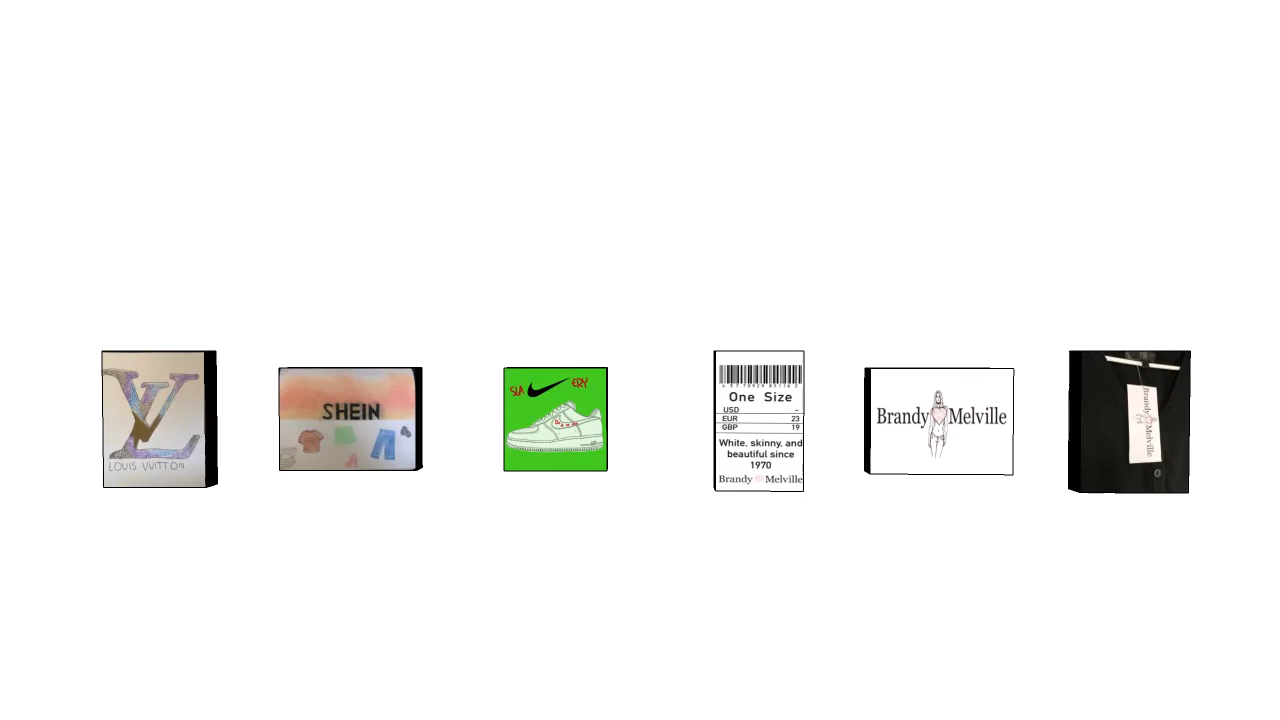 LOUIS VUITTON
SHEIN
SLA ERY
One Size
USD -
EUR 23
GBP 19
White, skinny, and
beautiful since
1970
Brandy Melville
Brandy Melville
Brandy Melville